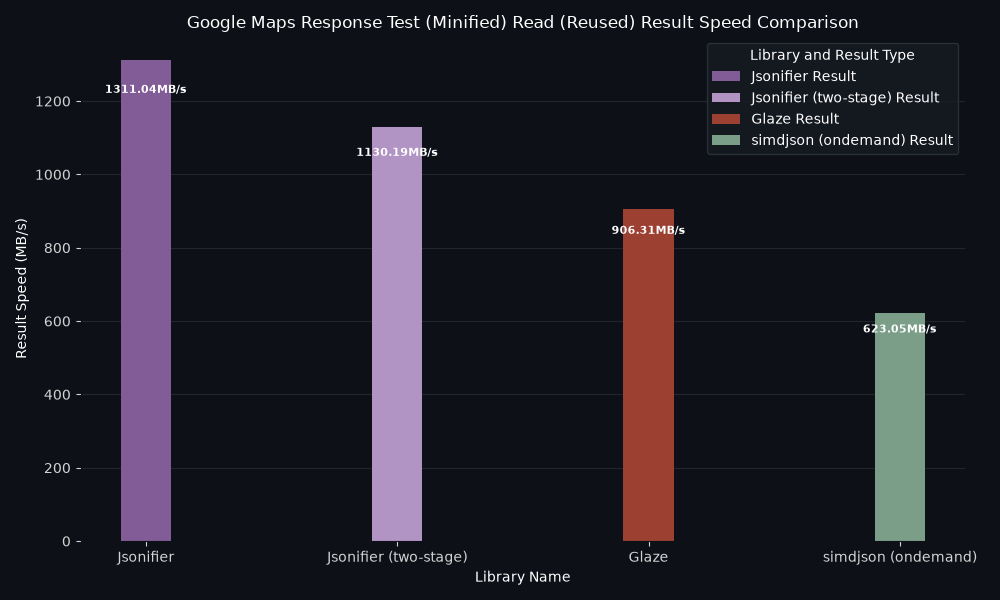 Google Maps Response Test (Minified) Read (Reused) Result Speed Comparison
Library and Result Type
Jsonifier Result
Jsonifier (two-stage) Result
Glaze Result
simdjson (ondemand) Result
1311.04MB/s
1130.19MB/s
906.31MB/s
623.05MB/s
Result Speed (MB/s)
1200
1000
800
600
400
200
0
Jsonifier
Jsonifier (two-stage)
Glaze
simdjson (ondemand)
Library Name